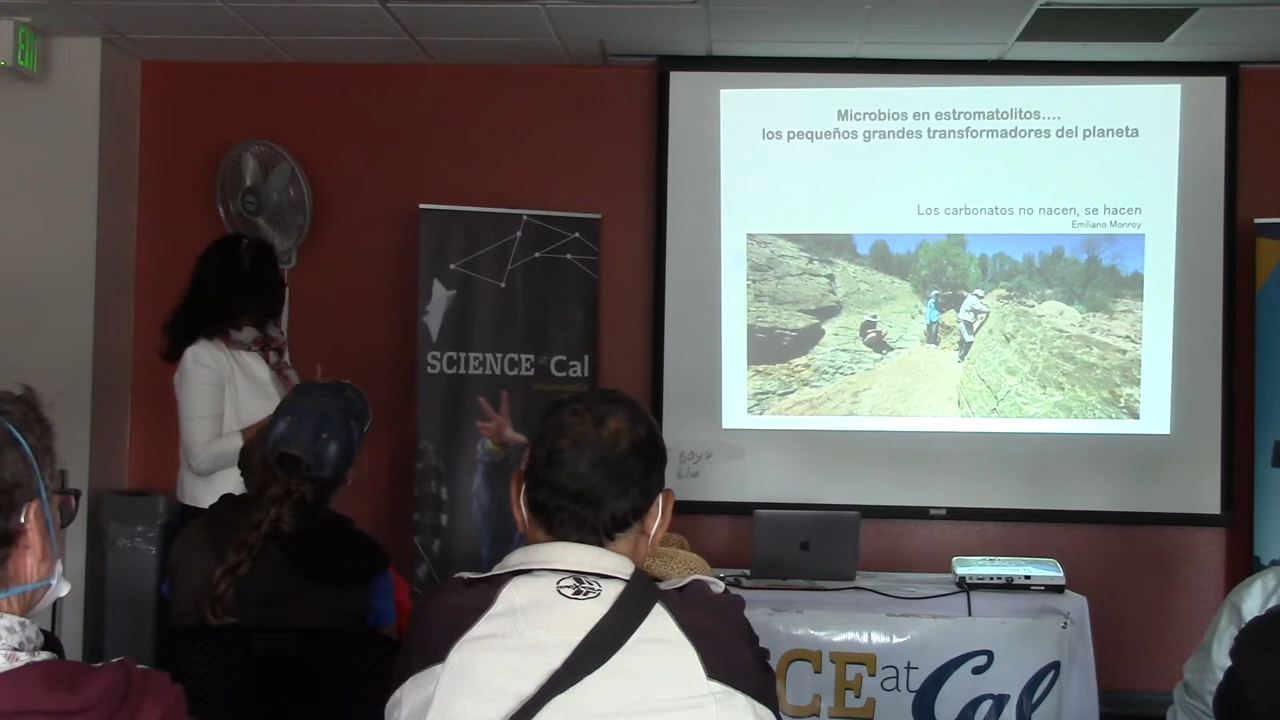 EXIT
Microbios en estromatolitos....
los pequeños grandes transformadores del planeta
Los carbonatos no nacen, se hacen
Emiliano Monroy
SCIENCE at Cal
CE at Cal